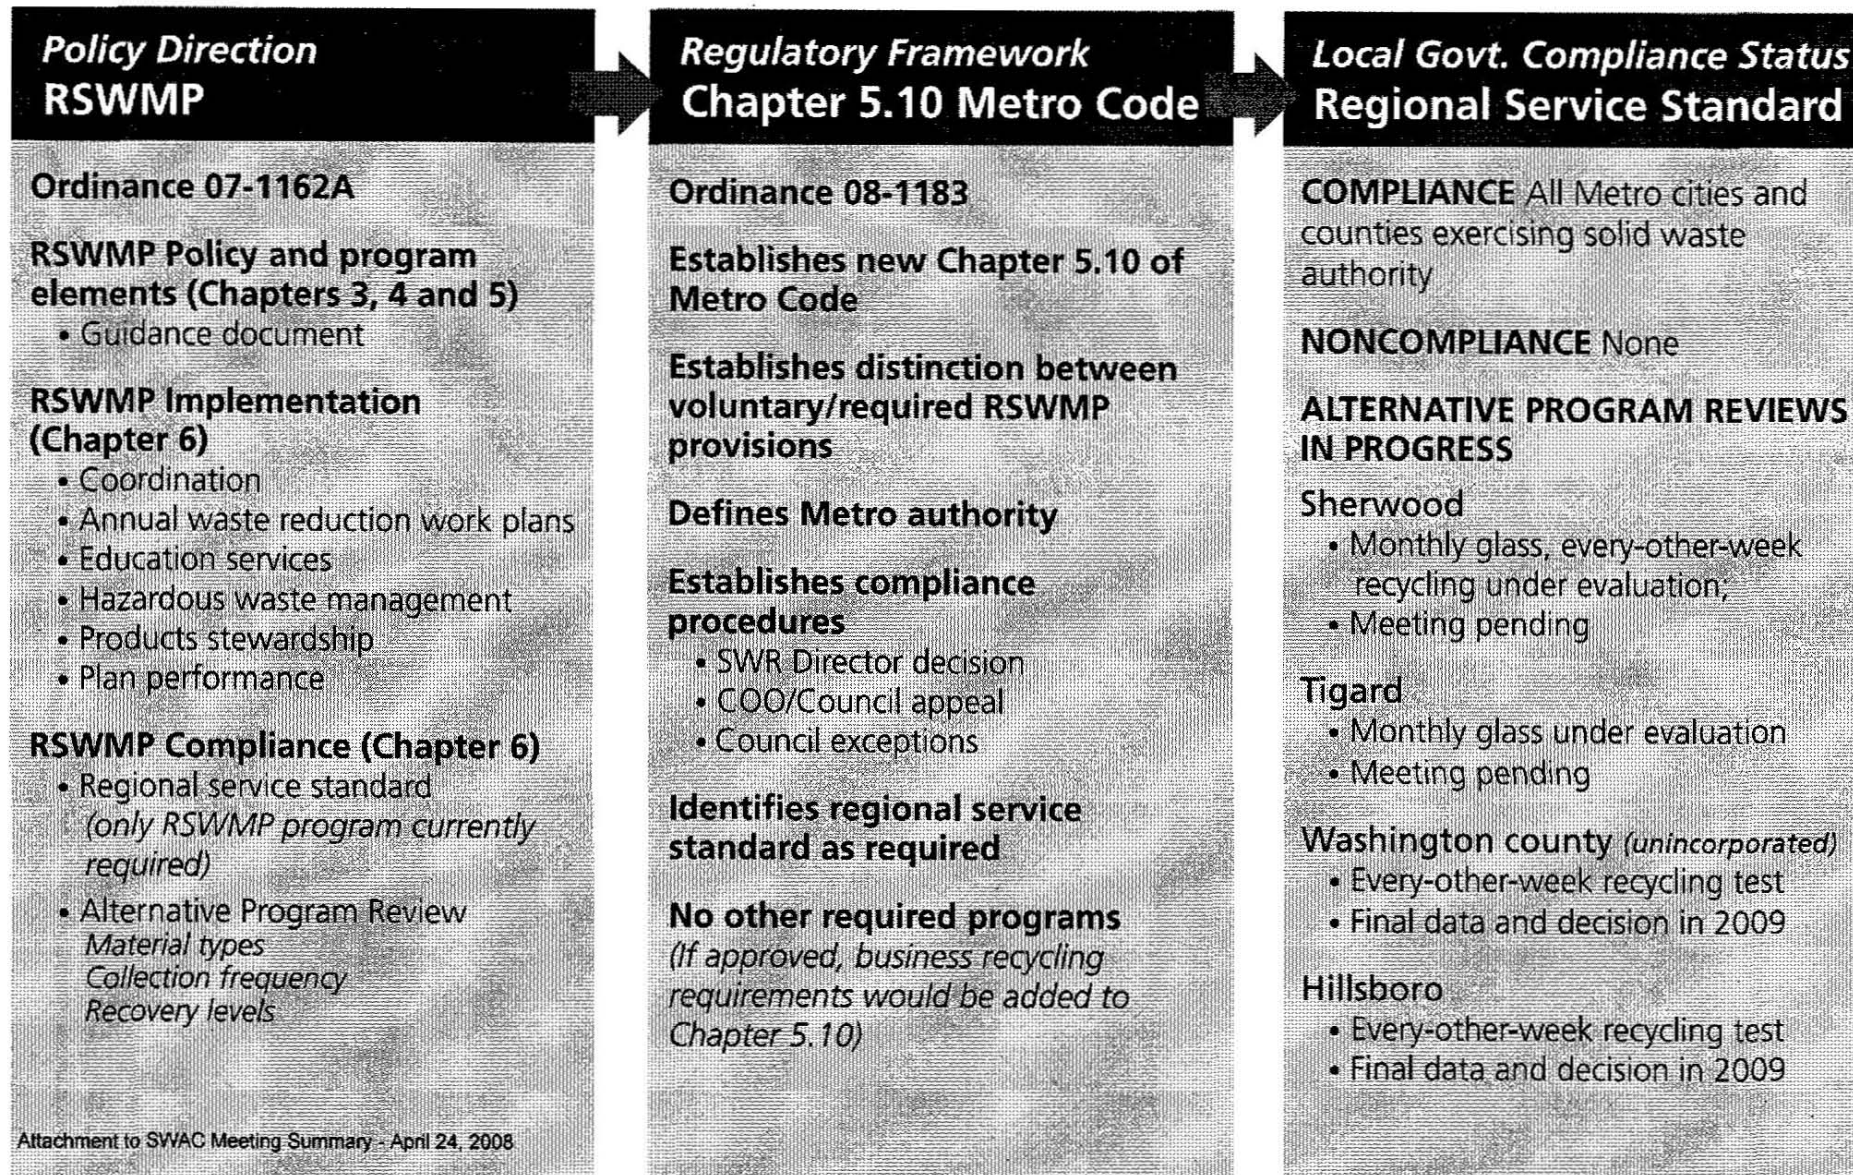 Policy Direction
RSWMP
Ordinance 07-1162A
RSWMP Policy and program
elements (Chapters 3, 4 and 5)
• Guidance document
RSWMP Implementation
(Chapter 6)
• Coordination
• Annual waste reduction work plans
• Education services
• Hazardous waste management
• Products stewardship
• Plan performance
RSWMP Compliance (Chapter 6)
• Regional service standard
(only RSWMP program currently
required)
• Alternative Program Review
Material types
Collection frequency
Recovery levels
Attachment to SWAC Meeting Summary - April 24, 2008
Regulatory Framework
Chapter 5.10 Metro Code
Ordinance 08-1183
Establishes new Chapter 5.10 of
Metro Code
Establishes distinction between
voluntary/required RSWMP
provisions
Defines Metro authority
Establishes compliance
procedures
• SWR Director decision
• COO/Council appeal
• Council exceptions
Identifies regional service
standard as required
No other required programs
(If approved, business recycling
requirements would be added to
Chapter 5.10)
Local Govt. Compliance Status
Regional Service Standard
COMPLIANCE All Metro cities and
counties exercising solid waste
authority
NONCOMPLIANCE None
ALTERNATIVE PROGRAM REVIEWS
IN PROGRESS
Sherwood
• Monthly glass, every-other-week
recycling under evaluation;
• Meeting pending
Tigard
• Monthly glass under evaluation
• Meeting pending
Washington county (unincorporated)
• Every-other-week recycling test
• Final data and decision in 2009
Hillsboro
• Every-other-week recycling test
• Final data and decision in 2009